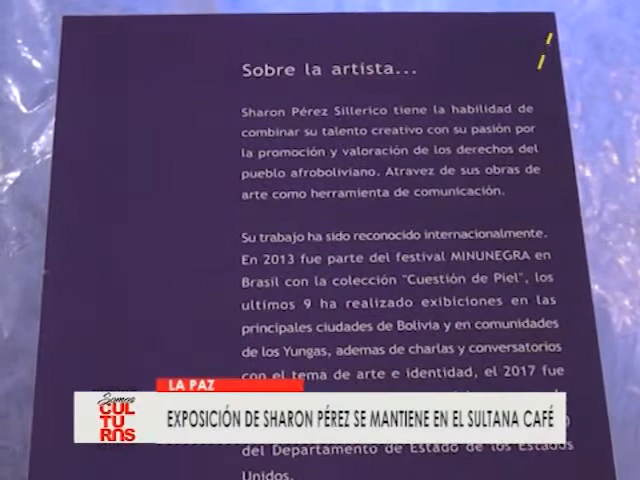 Sobre la artista...
Sharon Pérez Sillerico tiene la habilidad de
combinar su talento creativo con su pasión por
la promoción y valoración de los derechos del
pueblo afroboliviano. Atravez de sus obras de
arte como herramienta de comunicación.
Su trabajo ha sido reconocido internacionalmente.
En 2013 fue parte del festival MINUNEGRA en
Brasil con la colección "Cuestión de Piel", los
ultimos 9 ha realizado exibiciones en las
principales ciudades de Bolivia y en comunidades
de los Yungas, ademas de charlas y conversatorios
con el tema de arte e identidad, el 2017 fue
LA PAZ
Somos
CUL
TU
RAS
EXPOSICIÓN DE SHARON PÉREZ SE MANTIENE EN EL SULTANA CAFÉ
del Departamento de Estado de los Estados
Unidos.